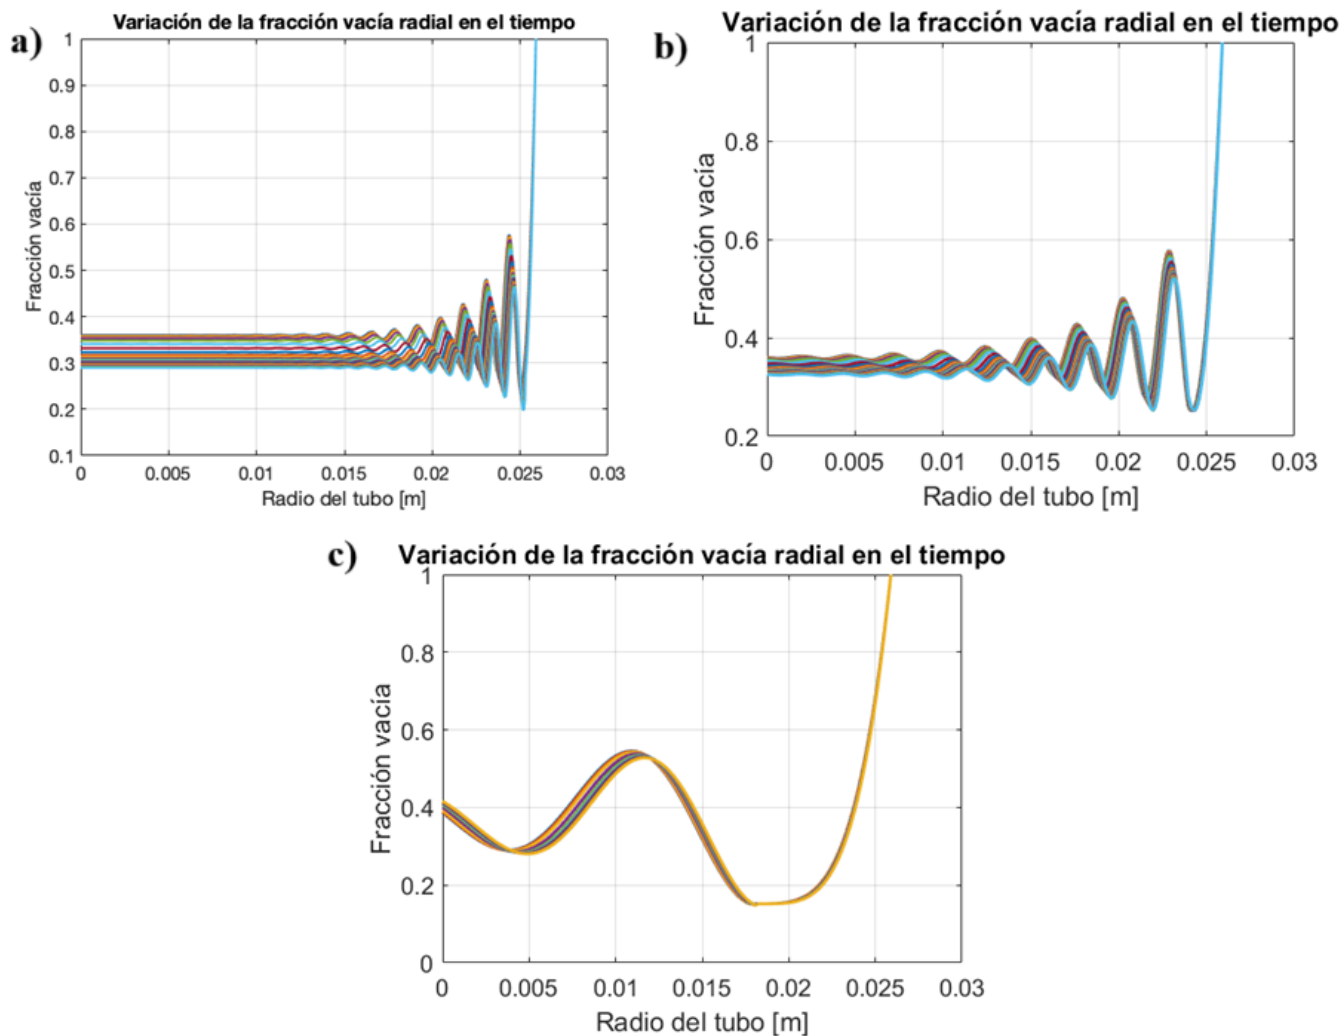 a)
Variación de la fracción vacía radial en el tiempo
Fracción vacía
1
0.9
0.8
0.7
0.6
0.5
0.4
0.3
0.2
0.1
0 0.005 0.01 0.015 0.02 0.025 0.03
Radio del tubo [m]
b)
Variación de la fracción vacía radial en el tiempo
Fracción vacía
1
0.8
0.6
0.4
0.2
0 0.005 0.01 0.015 0.02 0.025 0.03
Radio del tubo [m]
c)
Variación de la fracción vacía radial en el tiempo
Fracción vacía
1
0.8
0.6
0.4
0.2
0
0 0.005 0.01 0.015 0.02 0.025 0.03
Radio del tubo [m]